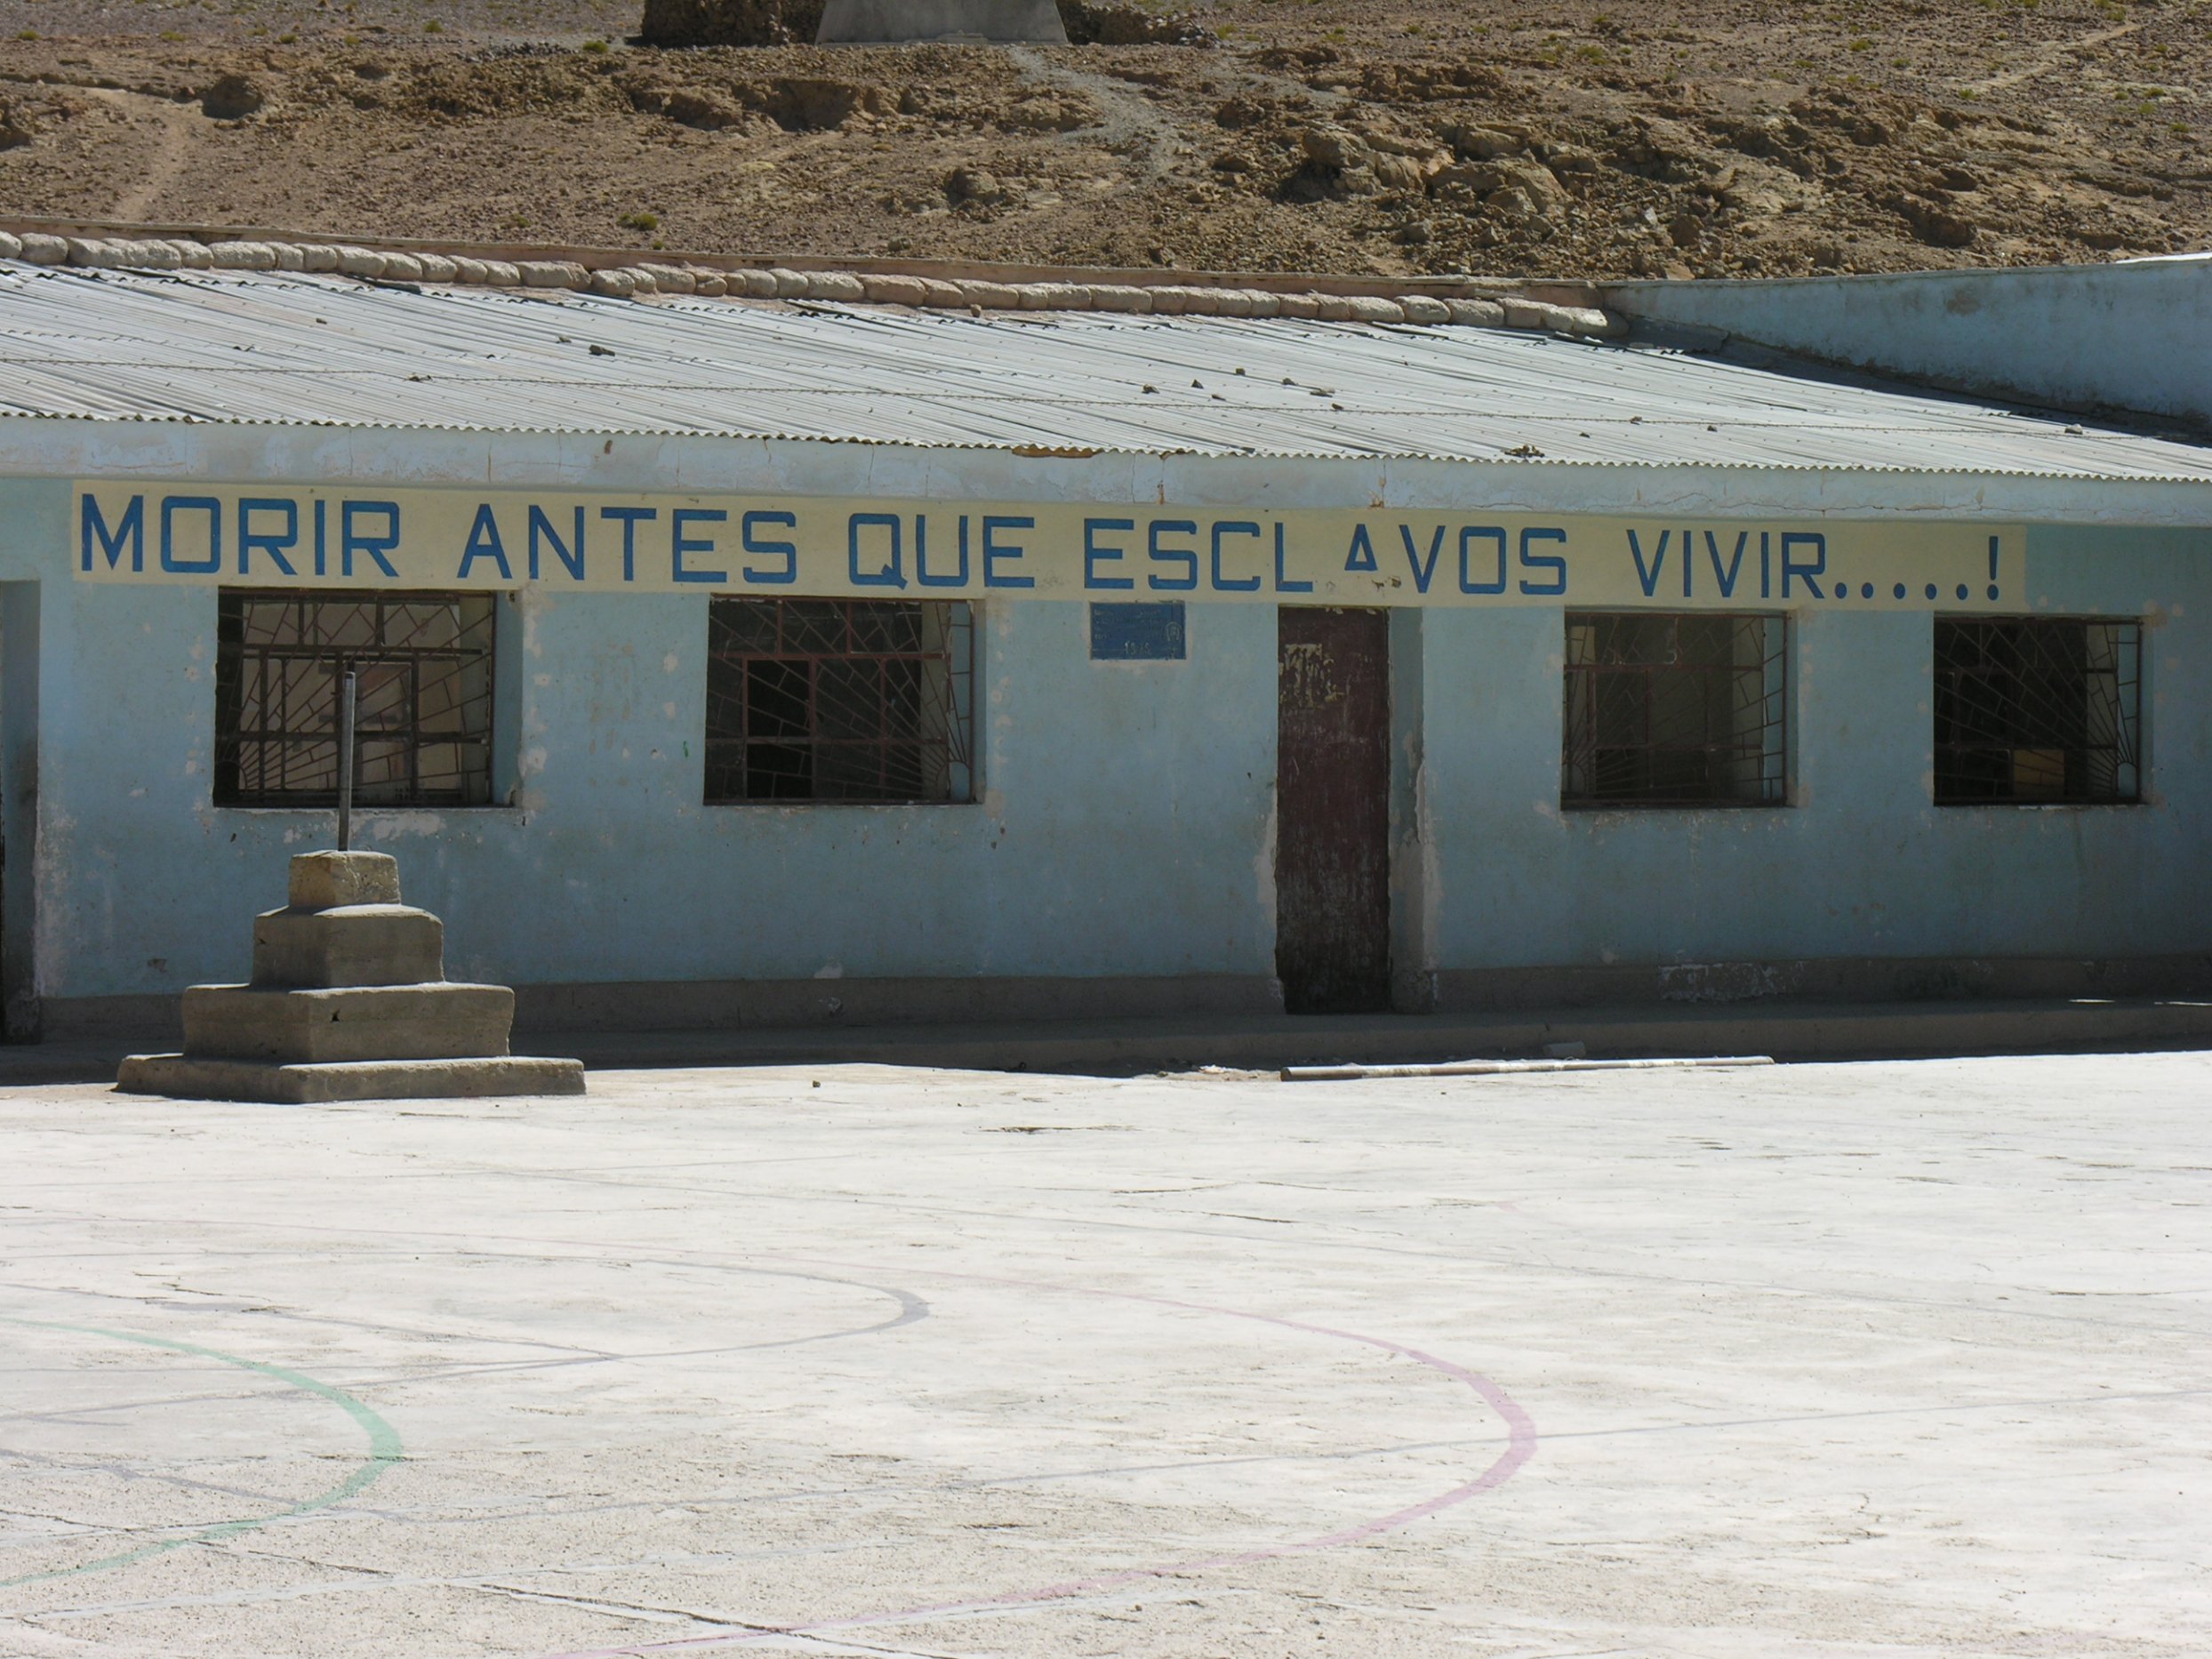 MORIR ANTES QUE ESCLAVOS VIVIR.....!